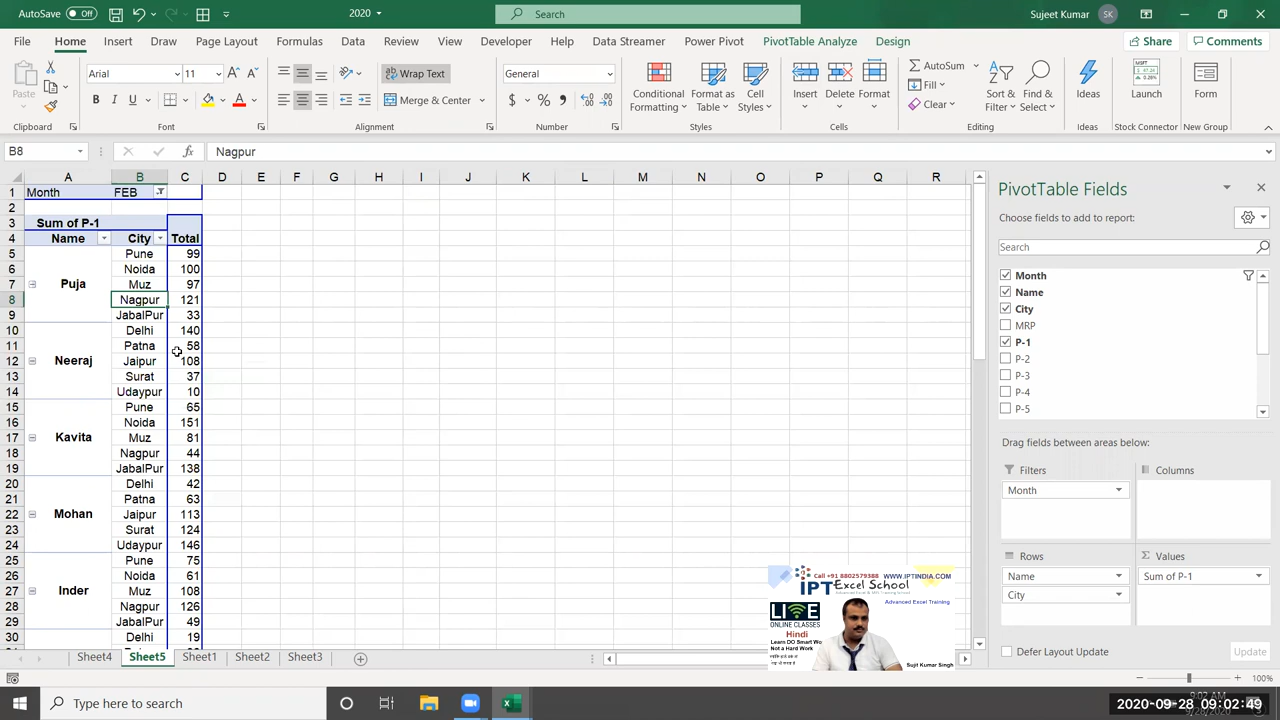 AutoSave Off 2020 Search Sujeet Kumar SK
File Home Insert Draw Page Layout Formulas Data Review View Developer Help Data Streamer Power Pivot PivotTable Analyze Design Share Comments
Paste Arial 11 Wrap Text General Conditional Formatting Format as Table Cell Styles Insert Delete Format AutoSum Fill Clear Sort & Filter Find & Select Ideas Launch Form
B I U Merge & Center $ % ,
Clipboard Font Alignment Number Styles Cells Editing Ideas Stock Connector New Group
B8 fx Nagpur
A B C D E F G H I J K L M N O P Q R
1 Month FEB
2
3 Sum of P-1
4 Name City Total
5 Pune 99
6 Noida 100
7 Puja Muz 97
8 Nagpur 121
9 JabalPur 33
10 Delhi 140
11 Patna 58
12 Neeraj Jaipur 108
13 Surat 37
14 Udaypur 10
15 Pune 65
16 Noida 151
17 Kavita Muz 81
18 Nagpur 44
19 JabalPur 138
20 Delhi 42
21 Patna 63
22 Mohan Jaipur 113
23 Surat 124
24 Udaypur 146
25 Pune 75
26 Noida 61
27 Inder Muz 108
28 Nagpur 126
29 JabalPur 49
30 Delhi 19
PivotTable Fields
Choose fields to add to report:
Search
Month
Name
City
MRP
P-1
P-2
P-3
P-4
P-5
Drag fields between areas below:
Filters Columns
Month
Rows Values
Name Sum of P-1
City
Defer Layout Update Update
Call +91 8802579388 WWW.IPTINDIA.COM
IPT Excel School
Advanced Excel Training
LIVE
ONLINE CLASSES
Hindi
Learn DO Smart Wo
Not a Hard Work
Sujit Kumar Singh
Sheet5 Sheet1 Sheet2 Sheet3
100%
Type here to search
9:02 AM
2020-09-28 09:02:49